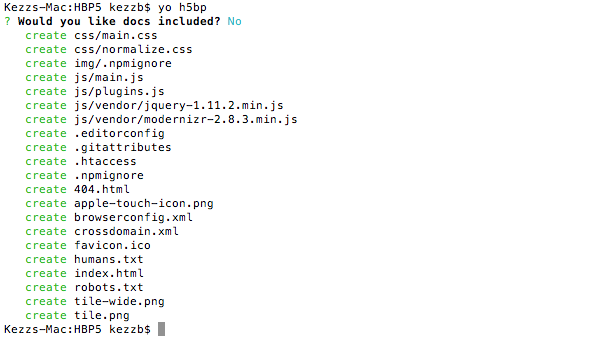 Kezzs-Mac:HBP5 kezzb$ yo h5bp
? Would you like docs included? No
create css/main.css
create css/normalize.css
create img/.npmignore
create js/main.js
create js/plugins.js
create js/vendor/jquery-1.11.2.min.js
create js/vendor/modernizr-2.8.3.min.js
create .editorconfig
create .gitattributes
create .htaccess
create .npmignore
create 404.html
create apple-touch-icon.png
create browserconfig.xml
create crossdomain.xml
create favicon.ico
create humans.txt
create index.html
create robots.txt
create tile-wide.png
create tile.png
Kezzs-Mac:HBP5 kezzb$